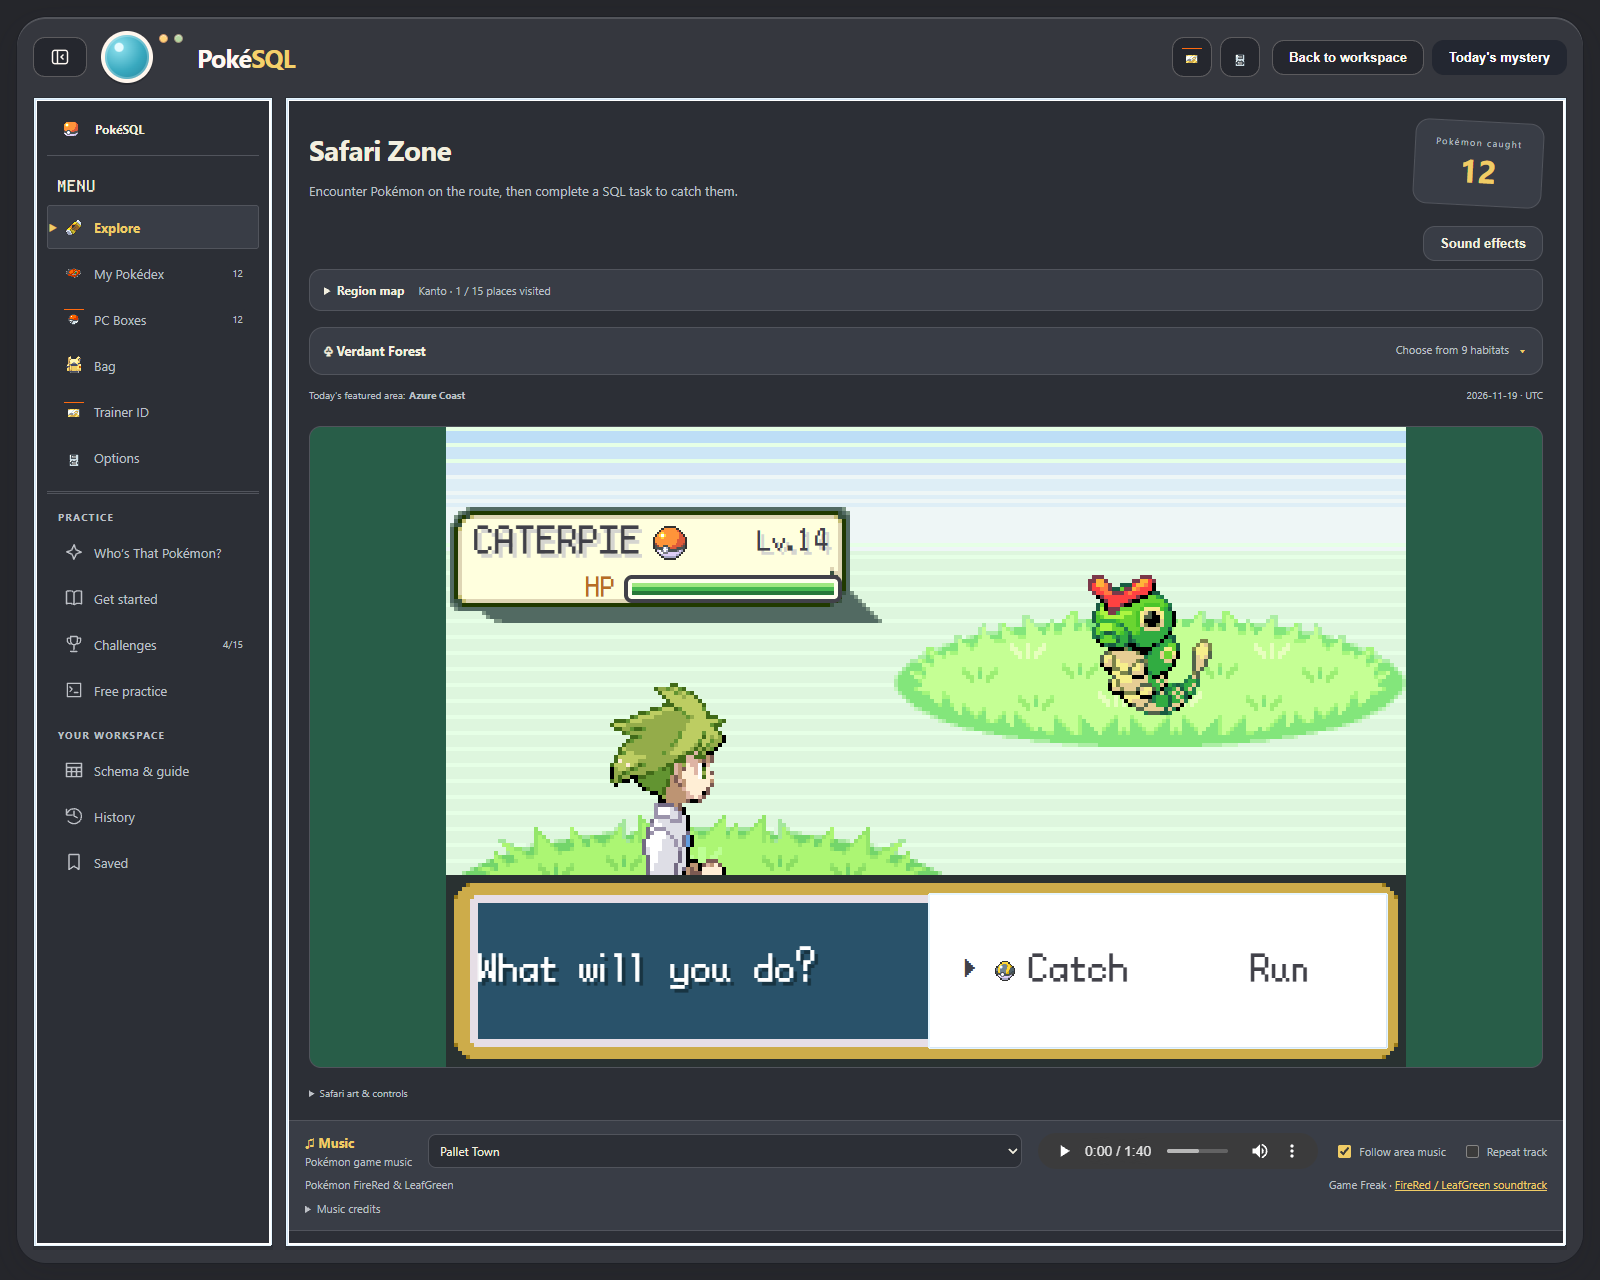 PokéSQL
Back to workspace
Today's mystery
PokéSQL
MENU
Explore
My Pokédex 12
PC Boxes 12
Bag
Trainer ID
Options
PRACTICE
Who's That Pokémon?
Get started
Challenges 4/15
Free practice
YOUR WORKSPACE
Schema & guide
History
Saved
Safari Zone
Encounter Pokémon on the route, then complete a SQL task to catch them.
Pokémon caught
12
Sound effects
Region map Kanto · 1 / 15 places visited
Verdant Forest Choose from 9 habitats
Today's featured area: Azure Coast 2026-11-19 · UTC
CATERPIE Lv.14
HP
What will you do? Catch Run
Safari art & controls
Music
Pokémon game music
Pallet Town
0:00 / 1:40
Follow area music
Repeat track
Pokémon FireRed & LeafGreen
Game Freak · FireRed / LeafGreen soundtrack
Music credits